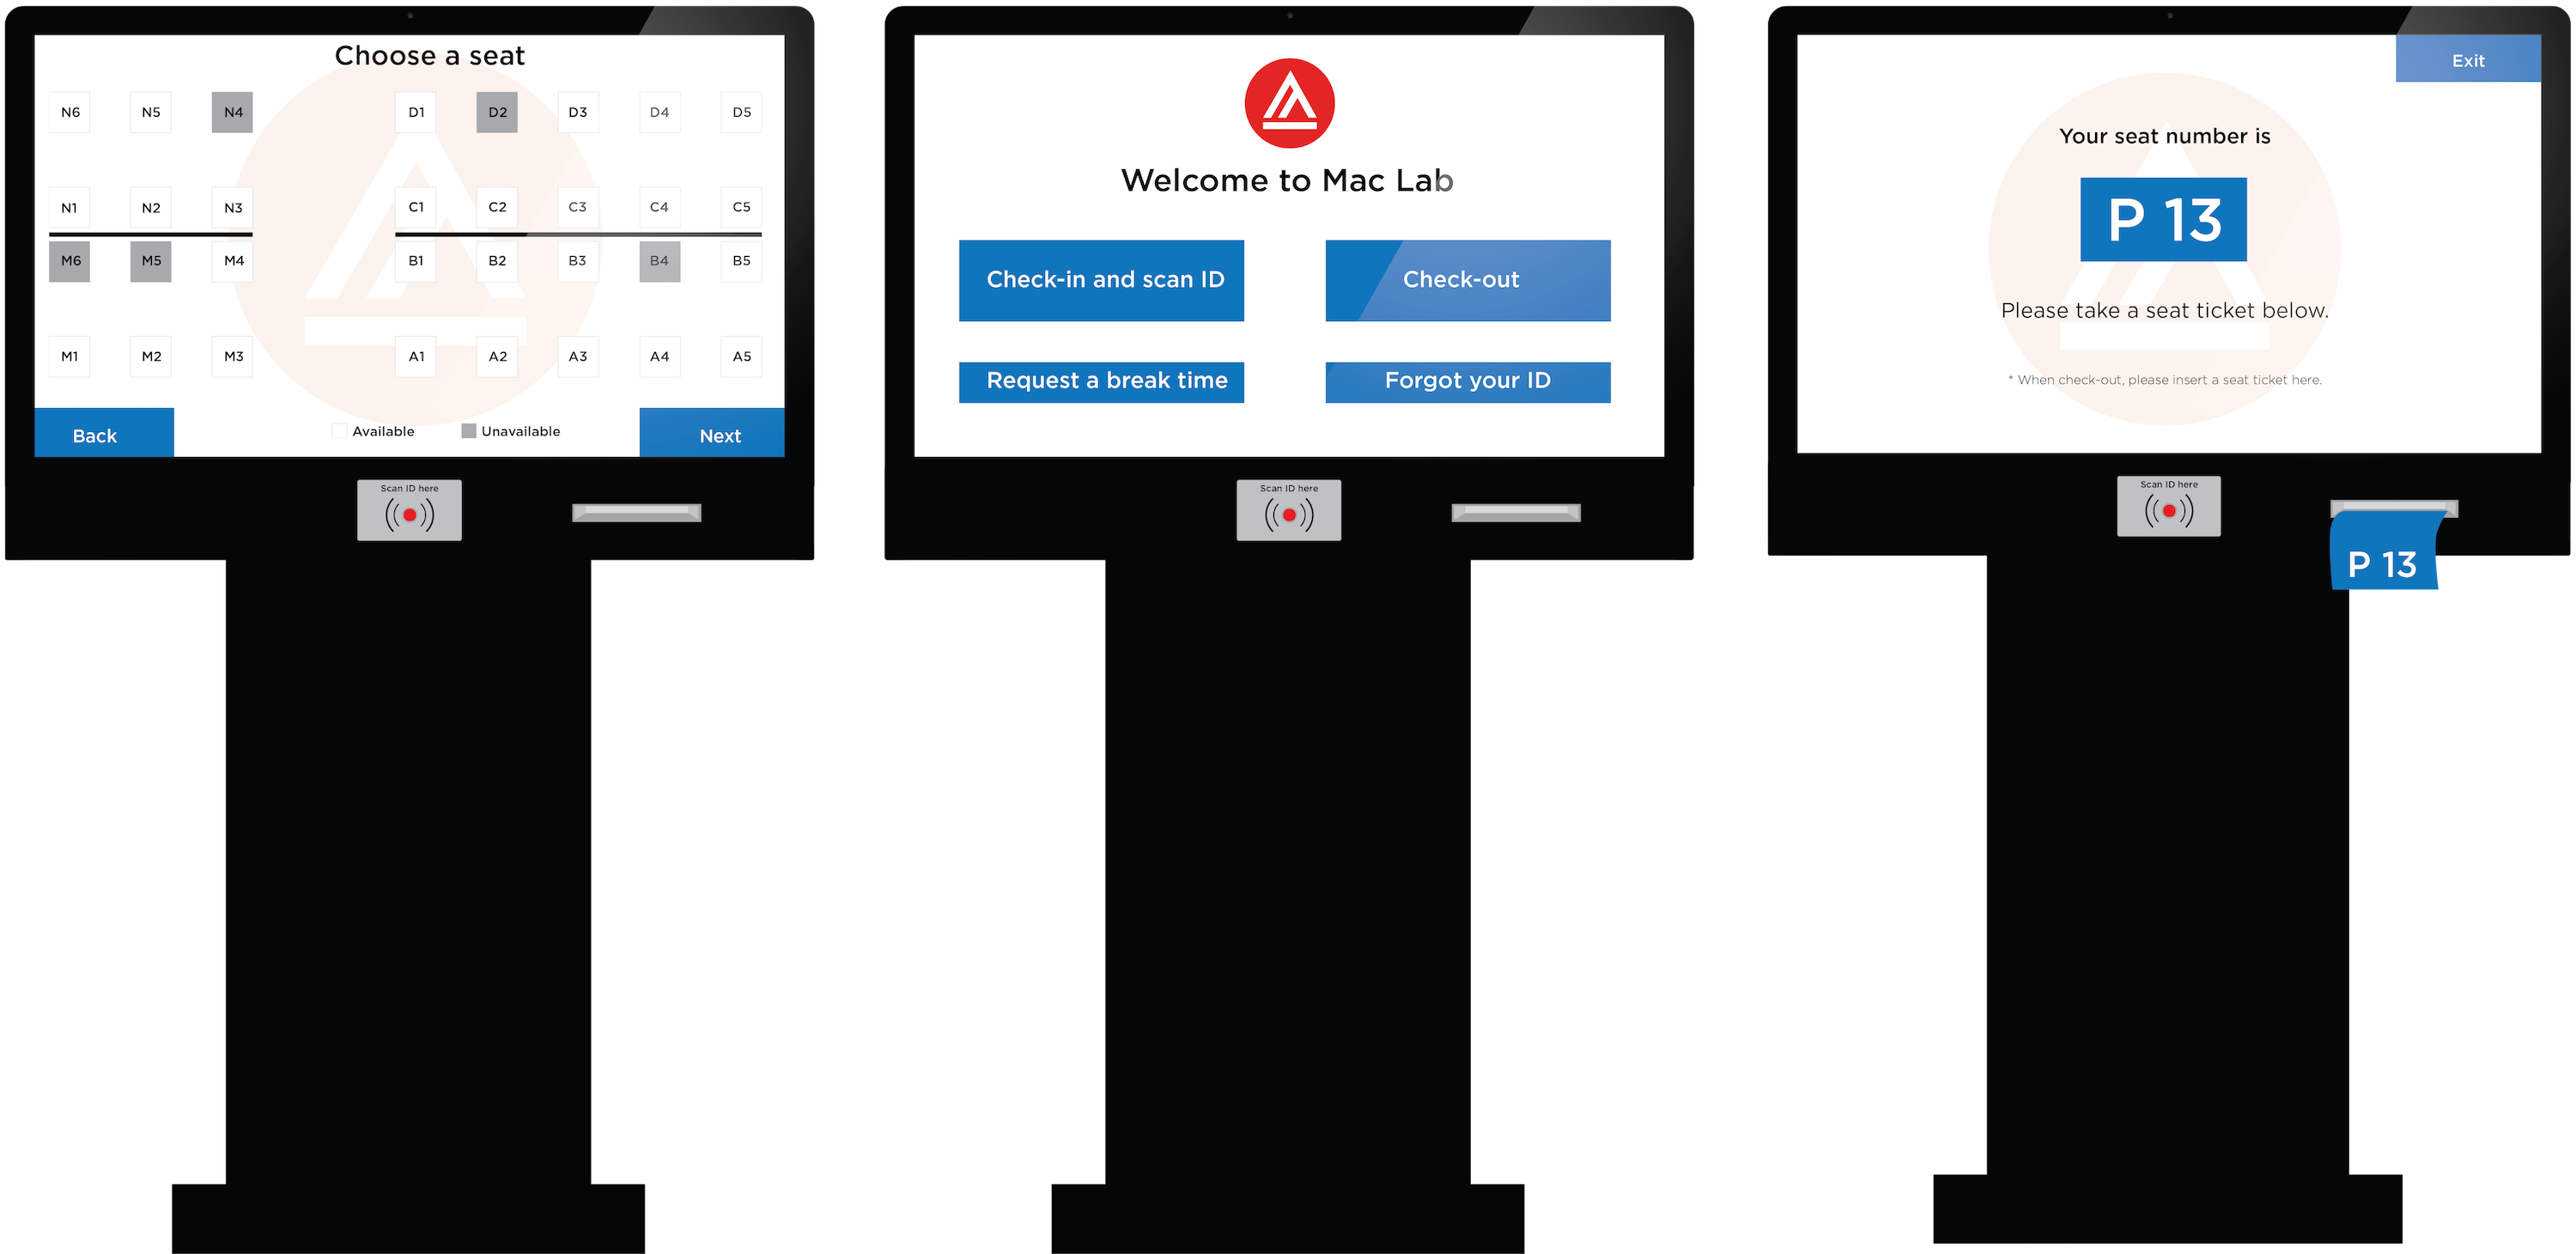 Choose a seat
N6 N5 N4 D1 D2 D3 D4 D5
N1 N2 N3 C1 C2 C3 C4 C5
M6 M5 M4 B1 B2 B3 B4 B5
M1 M2 M3 A1 A2 A3 A4 A5
Back Available Unavailable Next
Scan ID here
Welcome to Mac Lab
Check-in and scan ID Check-out
Request a break time Forgot your ID
Scan ID here
Exit
Your seat number is
P 13
Please take a seat ticket below.
* When check-out, please insert a seat ticket here.
Scan ID here
P 13